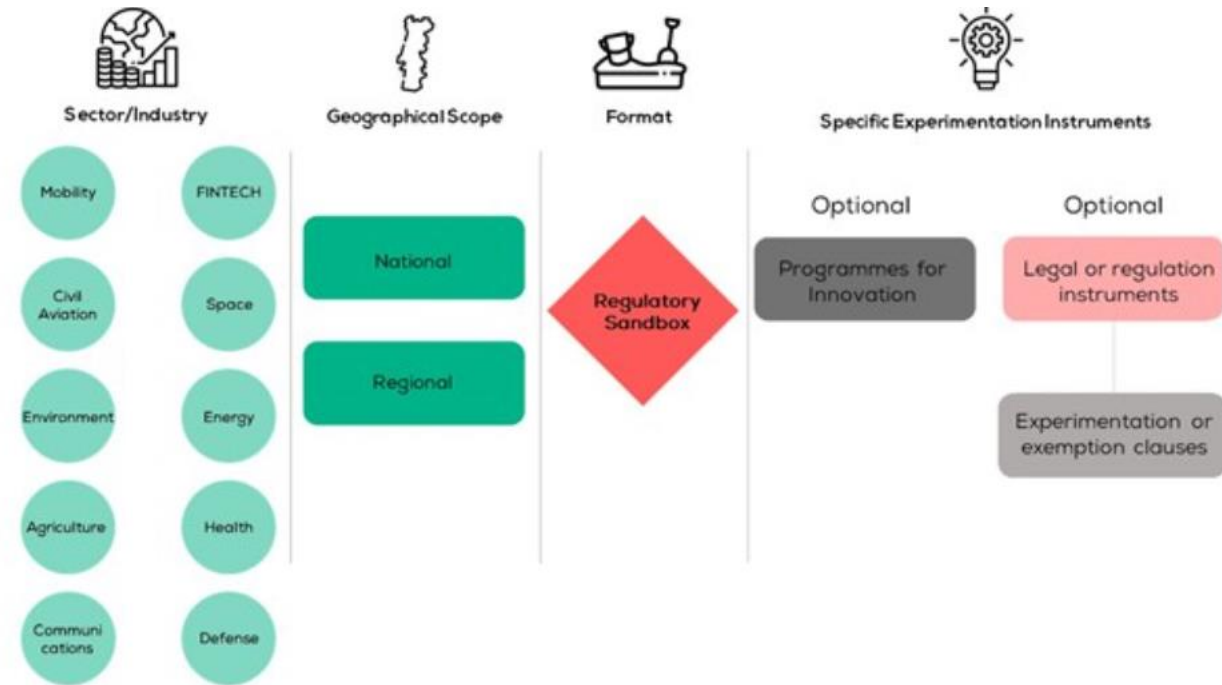 Sector/Industry
Geographical Scope
Format
Specific Experimentation Instruments
Mobility
FINTECH
Civil
Aviation
Space
Environment
Energy
Agriculture
Health
Communi
cations
Defense
National
Regional
Regulatory
Sandbox
Optional
Programmes for
Innovation
Optional
Legal or regulation
instruments
Experimentation or
exemption clauses